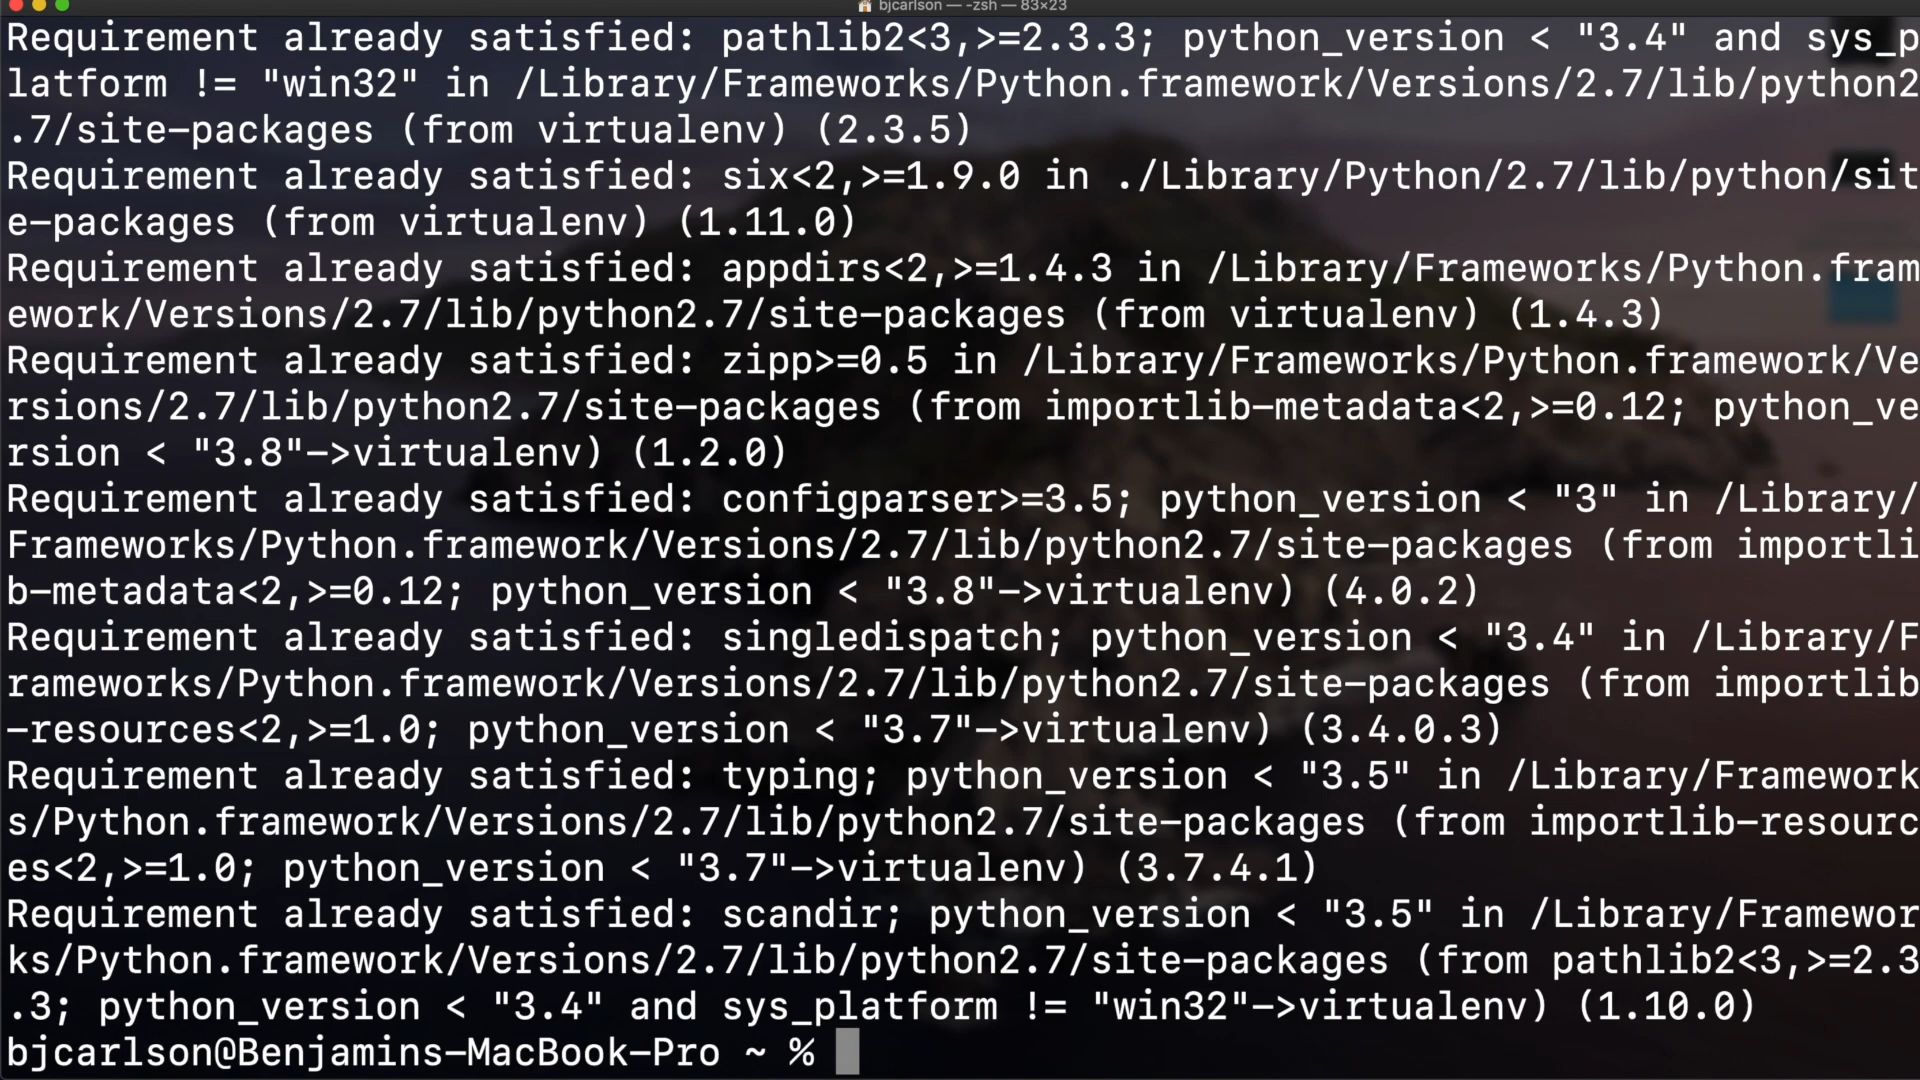 bjcarlson — -zsh — 83×23
Requirement already satisfied: pathlib2<3,>=2.3.3; python_version < "3.4" and sys_p
latform != "win32" in /Library/Frameworks/Python.framework/Versions/2.7/lib/python2
.7/site-packages (from virtualenv) (2.3.5)
Requirement already satisfied: six<2,>=1.9.0 in ./Library/Python/2.7/lib/python/sit
e-packages (from virtualenv) (1.11.0)
Requirement already satisfied: appdirs<2,>=1.4.3 in /Library/Frameworks/Python.fram
ework/Versions/2.7/lib/python2.7/site-packages (from virtualenv) (1.4.3)
Requirement already satisfied: zipp>=0.5 in /Library/Frameworks/Python.framework/Ve
rsions/2.7/lib/python2.7/site-packages (from importlib-metadata<2,>=0.12; python_ve
rsion < "3.8"->virtualenv) (1.2.0)
Requirement already satisfied: configparser>=3.5; python_version < "3" in /Library/
Frameworks/Python.framework/Versions/2.7/lib/python2.7/site-packages (from importli
b-metadata<2,>=0.12; python_version < "3.8"->virtualenv) (4.0.2)
Requirement already satisfied: singledispatch; python_version < "3.4" in /Library/F
rameworks/Python.framework/Versions/2.7/lib/python2.7/site-packages (from importlib
-resources<2,>=1.0; python_version < "3.7"->virtualenv) (3.4.0.3)
Requirement already satisfied: typing; python_version < "3.5" in /Library/Framework
s/Python.framework/Versions/2.7/lib/python2.7/site-packages (from importlib-resourc
es<2,>=1.0; python_version < "3.7"->virtualenv) (3.7.4.1)
Requirement already satisfied: scandir; python_version < "3.5" in /Library/Framewor
ks/Python.framework/Versions/2.7/lib/python2.7/site-packages (from pathlib2<3,>=2.3
.3; python_version < "3.4" and sys_platform != "win32"->virtualenv) (1.10.0)
bjcarlson@Benjamins-MacBook-Pro ~ %